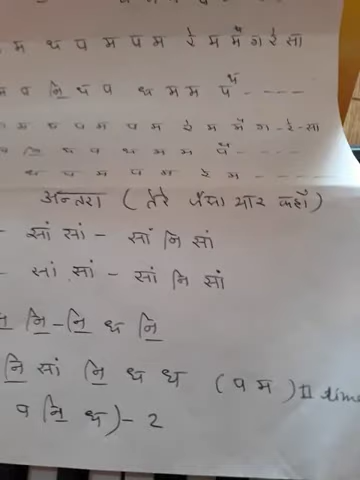 म ध प म प म रे म मॅं ग रे सा
म प नि॒ ध प ध म म पॅं - - - -
म ध प म प म रे म मॅं ग - रे - सा
प नि॒ ध प ध म म पॅं - - - -
ध प म प ग रे म - - - -
अन्तरा ( तेरे जैसा यार कहाँ )
- सां सां - सां नि सां
- सां सां - सां नि सां
नि॒ नि॒ - नि॒ ध नि॒
नि॒ सां नि॒ ध ध ( प म ) II time
प नि॒ ध ) - 2